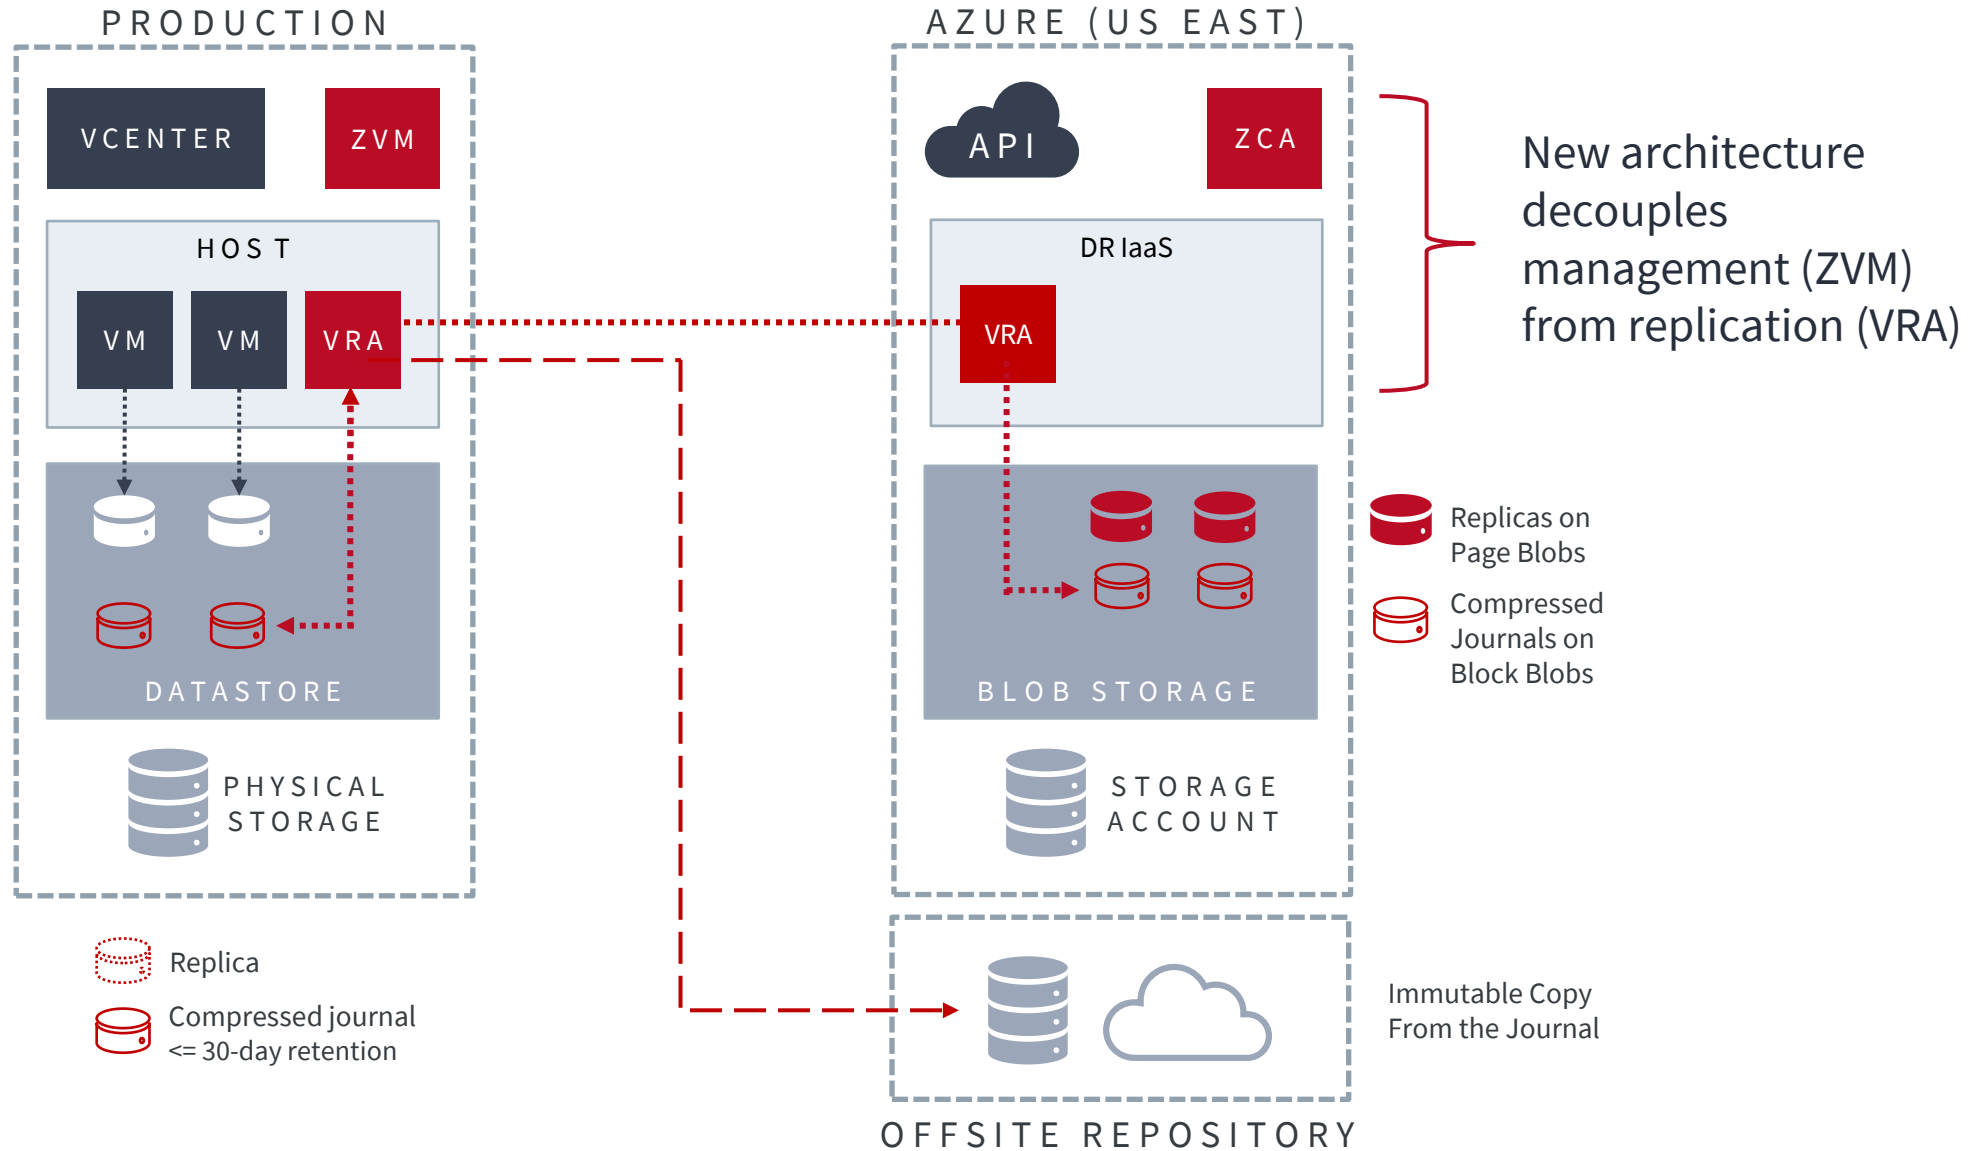 PRODUCTION
VCENTER
ZVM
HOST
VM
VM
VRA
DATASTORE
PHYSICAL
STORAGE
Replica
Compressed journal
<= 30-day retention
AZURE (US EAST)
API
ZCA
DR IaaS
VRA
BLOB STORAGE
STORAGE
ACCOUNT
New architecture
decouples
management (ZVM)
from replication (VRA)
Replicas on
Page Blobs
Compressed
Journals on
Block Blobs
Immutable Copy
From the Journal
OFFSITE REPOSITORY